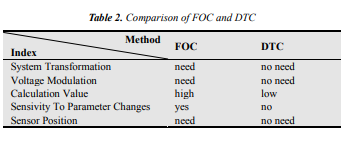 Table 2. Comparison of FOC and DTC
Method
Index
FOC
DTC
System Transformation need no need
Voltage Modulation need no need
Calculation Value high low
Sensivity To Parameter Changes yes no
Sensor Position need no need